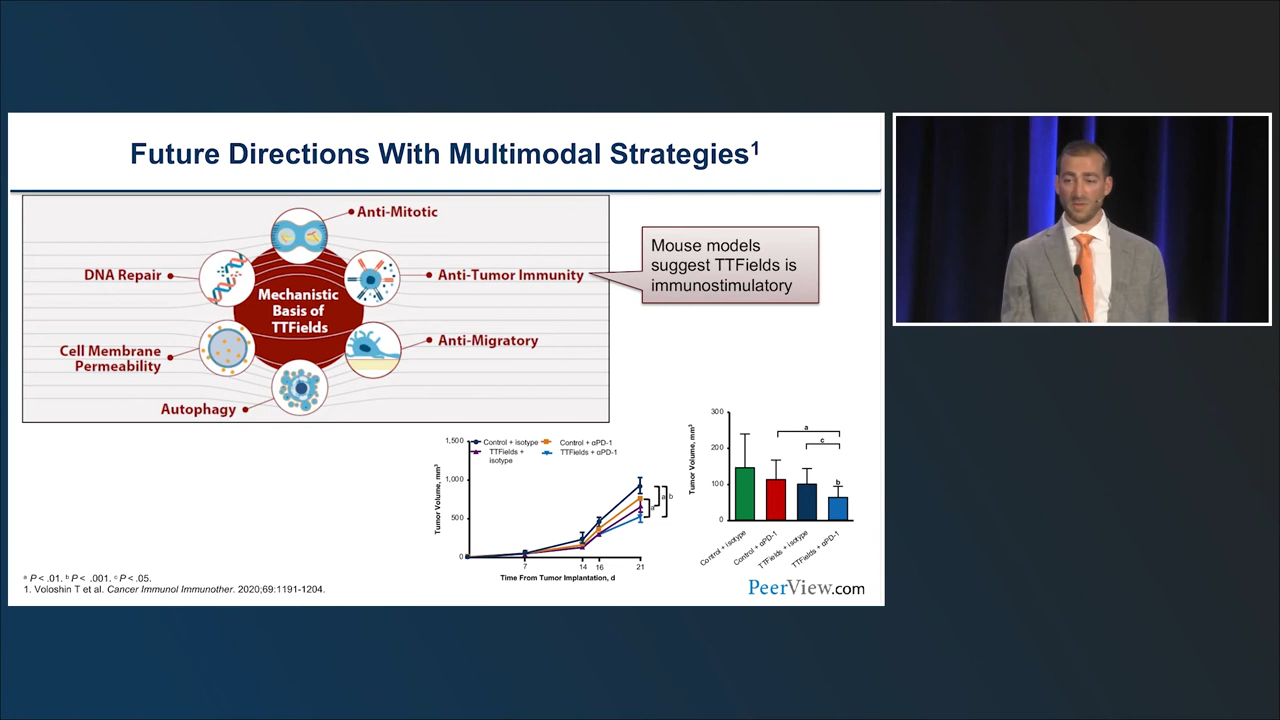 Future Directions With Multimodal Strategies1
Anti-Mitotic
DNA Repair
Anti-Tumor Immunity
Mechanistic
Basis of
TTFields
Mouse models
suggest TTFields is
immunostimulatory
Cell Membrane
Permeability
Anti-Migratory
Autophagy
Tumor Volume, mm3
1,500
1,000
500
0
Control + isotype
Control + αPD-1
TTFields +
isotype
TTFields + αPD-1
a
a
b
7
14
16
21
Time From Tumor Implantation, d
Tumor Volume, mm3
300
200
100
0
a
c
b
Control + isotype
Control + αPD-1
TTFields + isotype
TTFields + αPD-1
a P < .01. b P < .001. c P < .05.
1. Voloshin T et al. Cancer Immunol Immunother. 2020;69:1191-1204.
PeerView.com